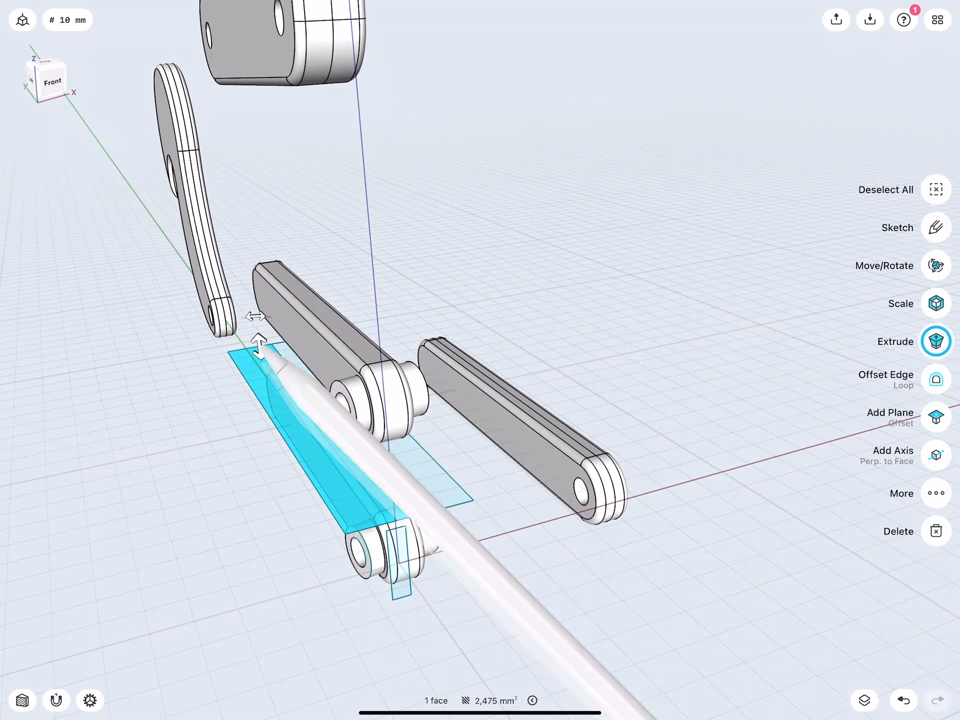 # 10 mm
1
Z
Front
X
Y
Deselect All
Sketch
Move/Rotate
Scale
Extrude
Offset Edge
Loop
Add Plane
Offset
Add Axis
Perp. to Face
More
Delete
1 face 2,475 mm²